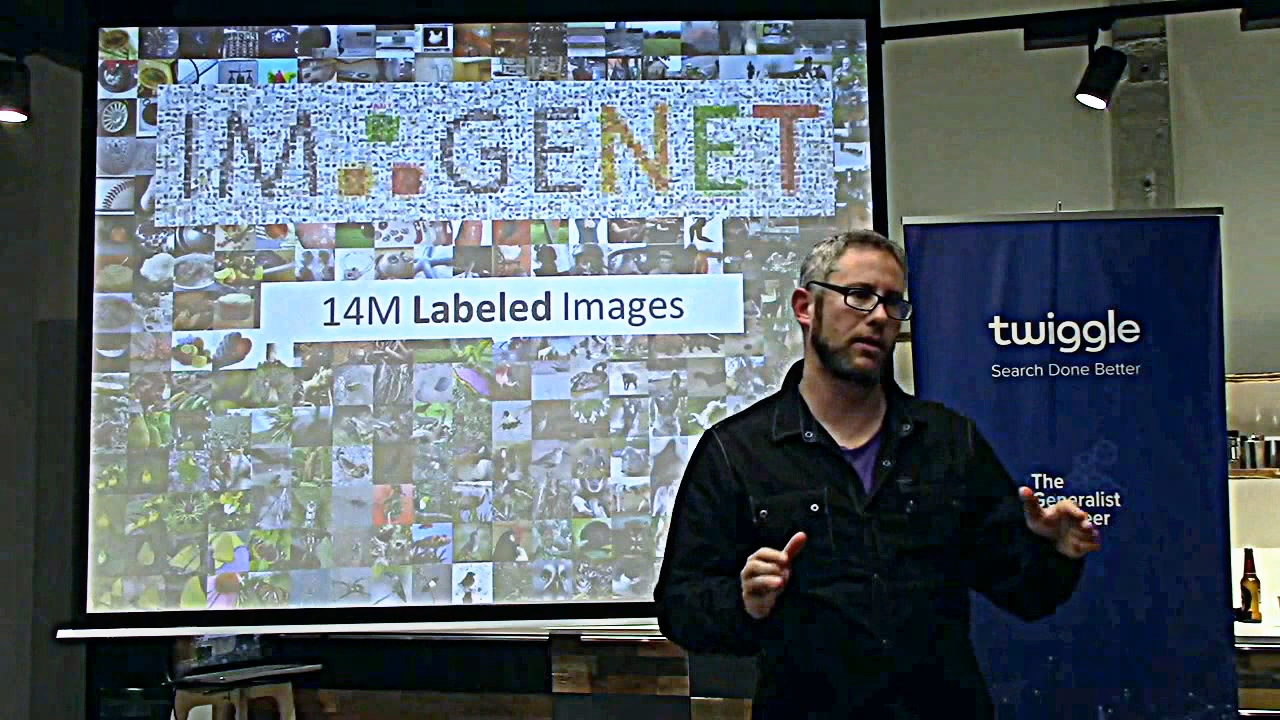 IMAGENET
14M Labeled Images
twiggle
Search Done Better
The
Generalist